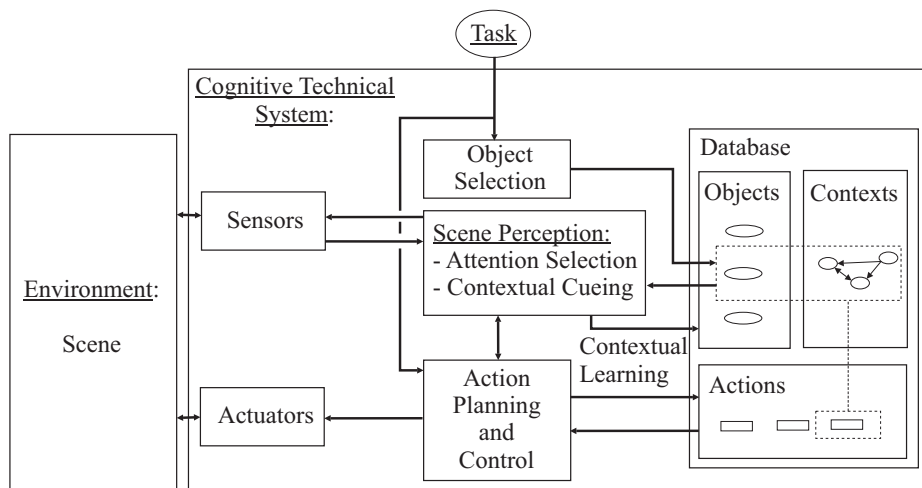 Task
Cognitive Technical
System:
Object
Selection
Database
Objects
Contexts
Sensors
Scene Perception:
- Attention Selection
- Contextual Cueing
Environment:
Scene
Contextual
Learning
Actuators
Action
Planning
and
Control
Actions